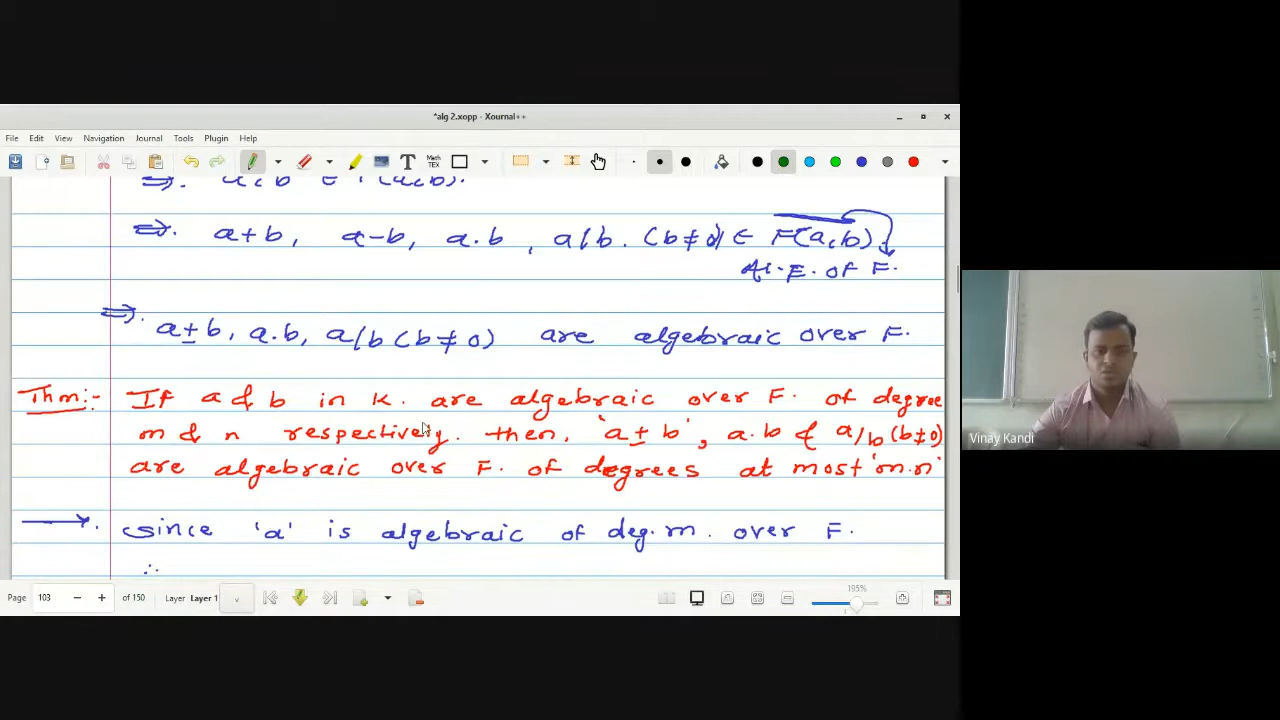 *alg 2.xopp - Xournal++
File Edit View Navigation Journal Tools Plugin Help
⇒. a, b ∈ F(a,b).
⇒. a+b, a-b, a.b, a/b. (b≠0) ∈ F(a,b)
Al. E. of F.
⇒. a±b, a.b, a/b (b≠0) are algebraic over F.
Thm:- If a & b in K. are algebraic over F. of degree
m & n respectively. then, 'a±b', a.b & a/b (b≠0)
are algebraic over F. of degrees at most 'm.n'
→. Since 'a' is algebraic of deg. m. over F.
∴
Vinay Kandi
Page 103 of 150 Layer Layer 1 195%